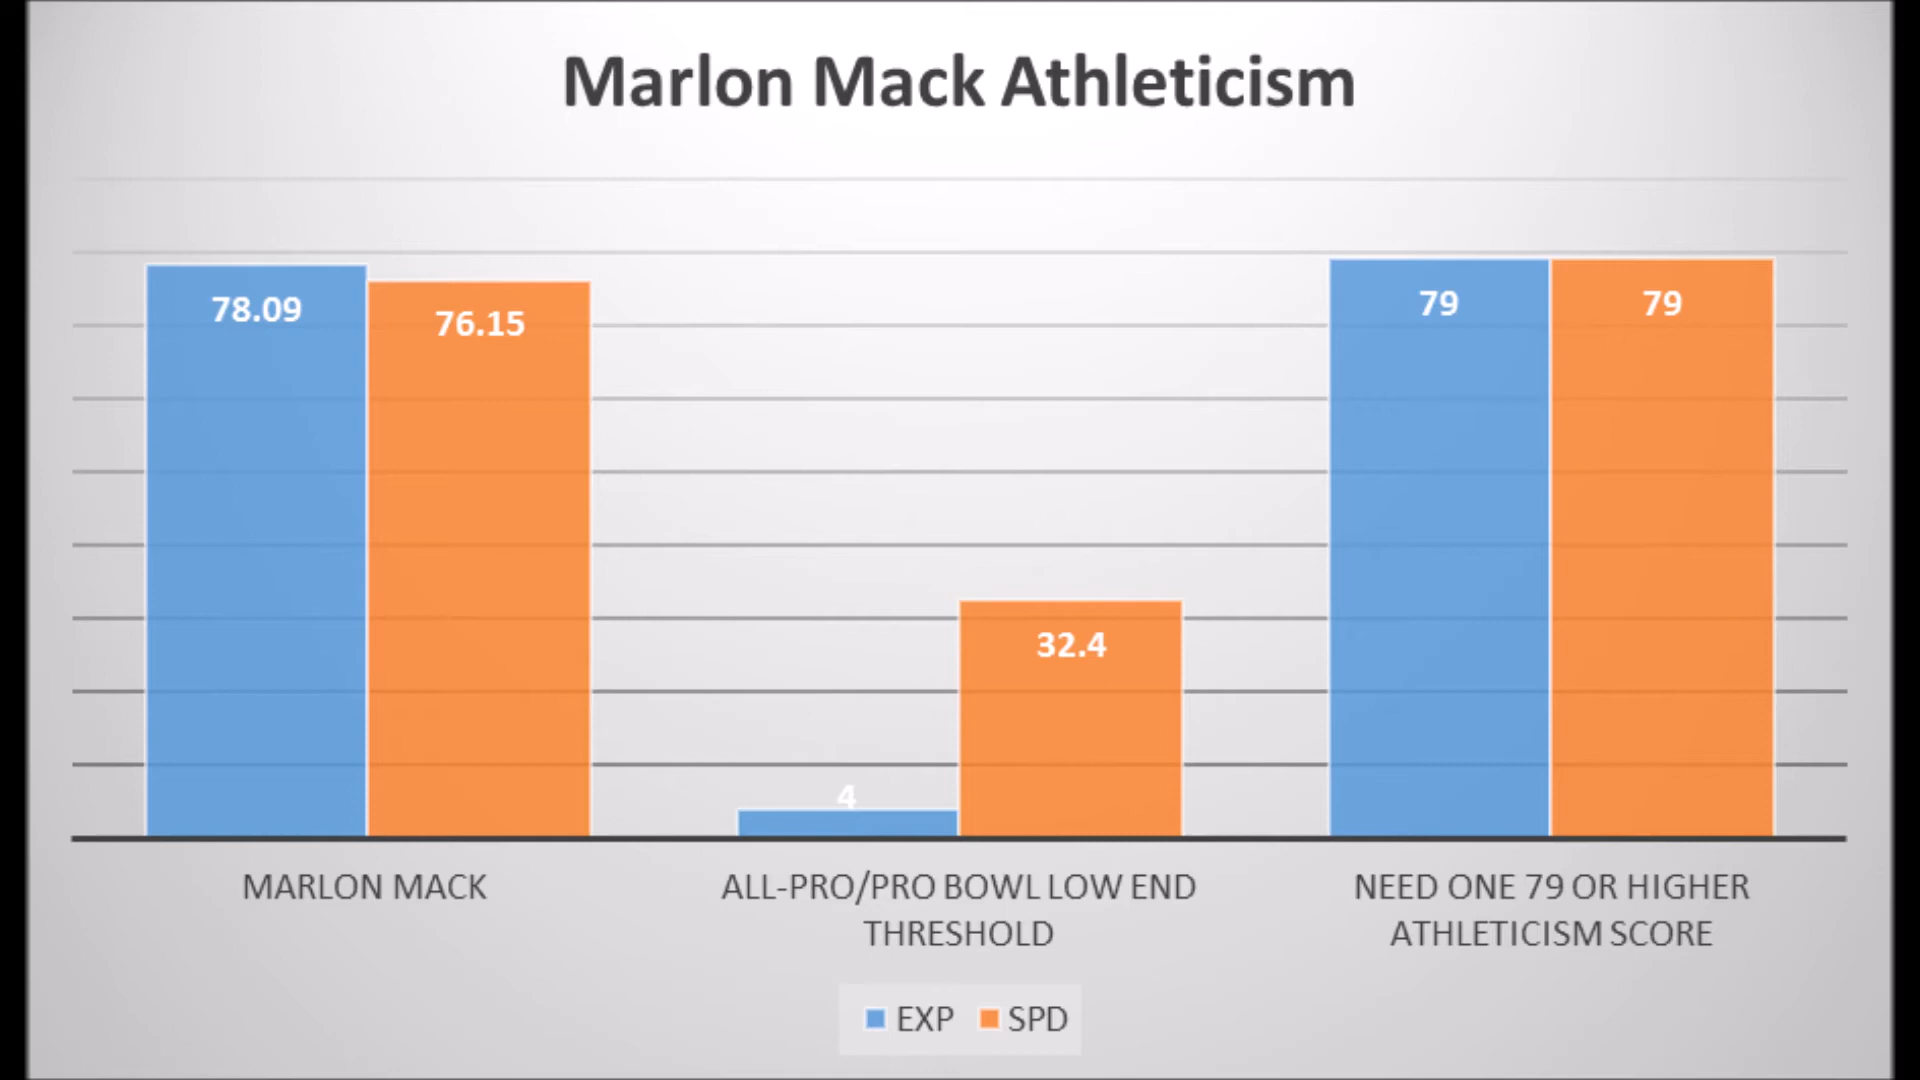 Marlon Mack Athleticism
78.09
76.15
4
32.4
79
79
MARLON MACK
ALL-PRO/PRO BOWL LOW END
THRESHOLD
NEED ONE 79 OR HIGHER
ATHLETICISM SCORE
EXP
SPD